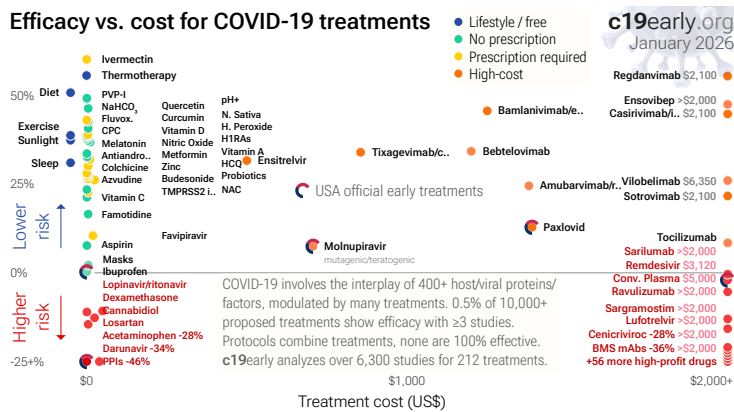 Efficacy vs. cost for COVID-19 treatments
Lifestyle / free
No prescription
Prescription required
High-cost
c19early.org
January 2026
50%
25%
0%
-25+%
Lower risk
Higher risk
Ivermectin
Thermotherapy
Diet
PVP-I
NaHCO3
Fluvox.
CPC
Exercise
Sunlight
Melatonin
Antiandro..
Sleep
Colchicine
Azvudine
Vitamin C
Famotidine
Aspirin
Masks
Ibuprofen
Quercetin
Curcumin
Vitamin D
Nitric Oxide
Metformin
Zinc
Budesonide
TMPRSS2 i..
Favipiravir
pH+
N. Sativa
H. Peroxide
H1RAs
Vitamin A
HCQ
Probiotics
NAC
Ensitrelvir
Tixagevimab/c..
Bamlanivimab/e..
Bebtelovimab
Amubarvimab/r..
USA official early treatments
Paxlovid
Molnupiravir
mutagenic/teratogenic
Regdanvimab $2,100
Ensovibep >$2,000
Casirivimab/i.. $2,100
Vilobelimab $6,350
Sotrovimab $2,100
Tocilizumab
Sarilumab >$2,000
Remdesivir $3,120
Conv. Plasma $5,000
Ravulizumab >$2,000
Sargramostim >$2,000
Lufotrelvir >$2,000
Cenicriviroc -28% >$2,000
BMS mAbs -36% >$2,000
+56 more high-profit drugs
Lopinavir/ritonavir
Dexamethasone
Cannabidiol
Losartan
Acetaminophen -28%
Darunavir -34%
PPIs -46%
COVID-19 involves the interplay of 400+ host/viral proteins/
factors, modulated by many treatments. 0.5% of 10,000+
proposed treatments show efficacy with ≥3 studies.
Protocols combine treatments, none are 100% effective.
c19early analyzes over 6,300 studies for 212 treatments.
$0
$1,000
$2,000+
Treatment cost (US$)